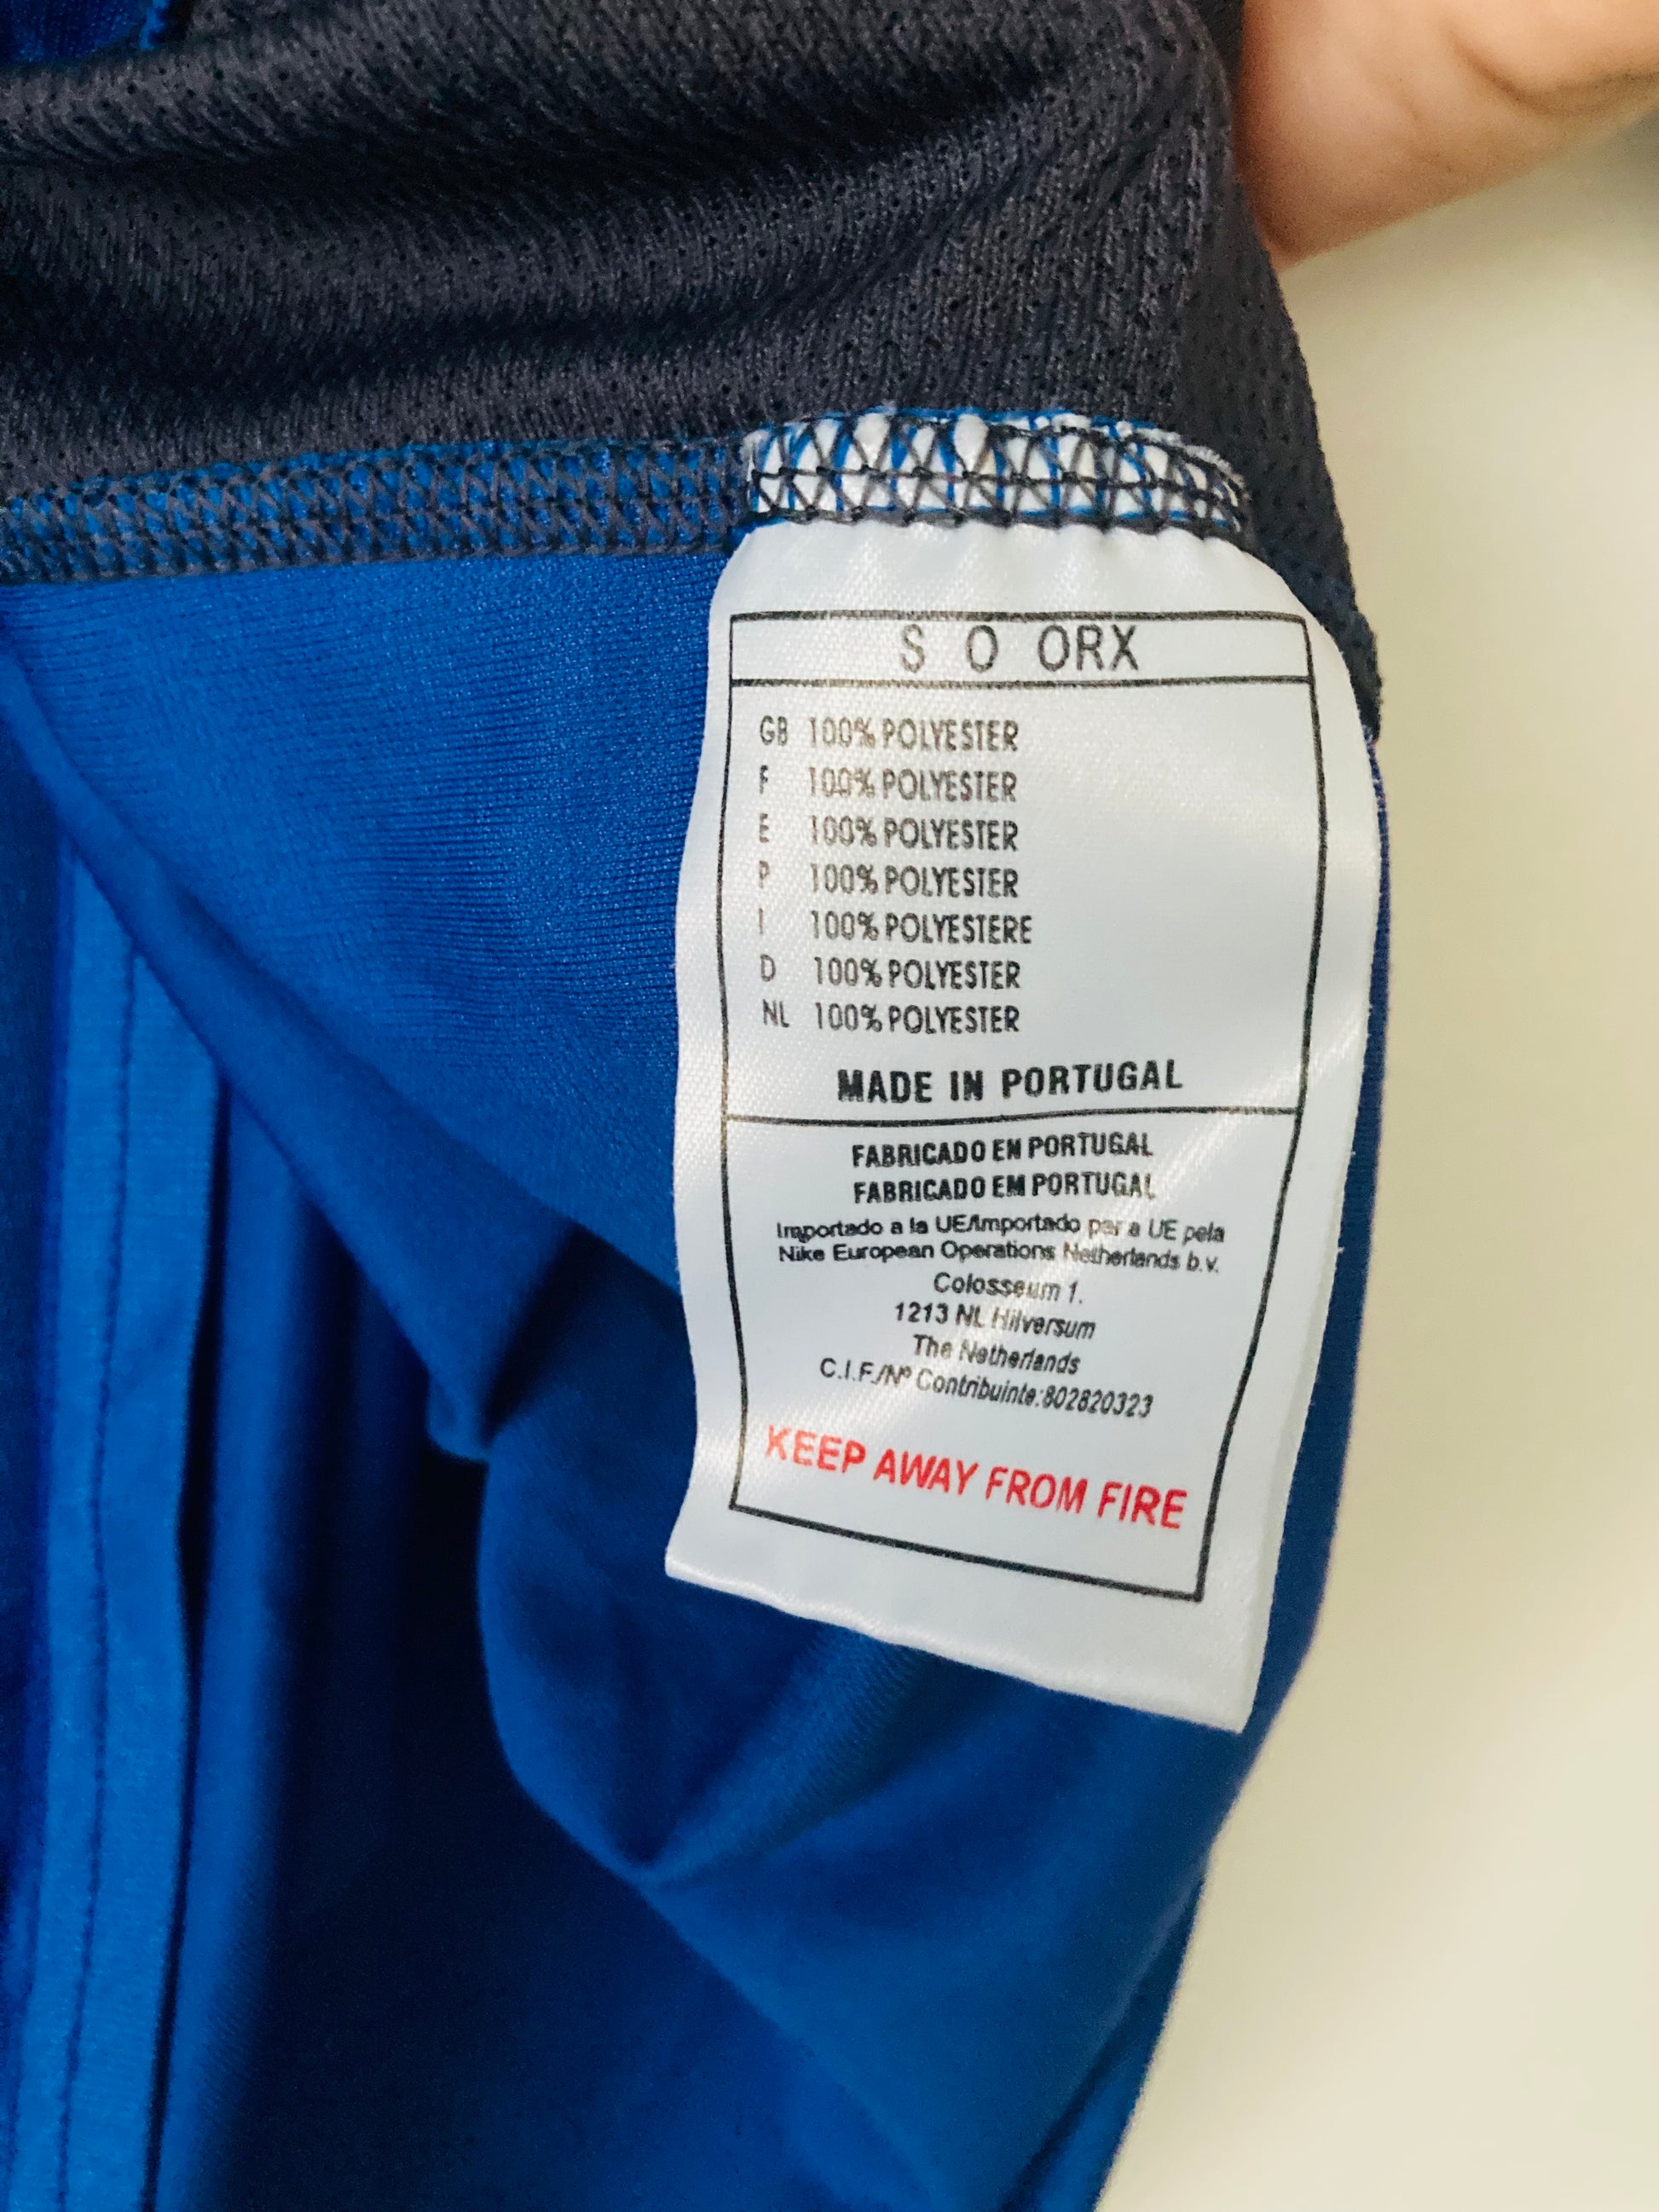 S O ORX
GB 100% POLYESTER
F 100% POLYESTER
E 100% POLYESTER
P 100% POLYESTER
I 100% POLYESTERE
D 100% POLYESTER
NL 100% POLYESTER
MADE IN PORTUGAL
FABRICADO EN PORTUGAL
FABRICADO EM PORTUGAL
Importado a la UE/Importado par a UE pela
Nike European Operations Netherlands b.v.
Colosseum 1.
1213 NL Hilversum
The Netherlands
C.I.F./Nº Contribuinte:802820323
KEEP AWAY FROM FIRE